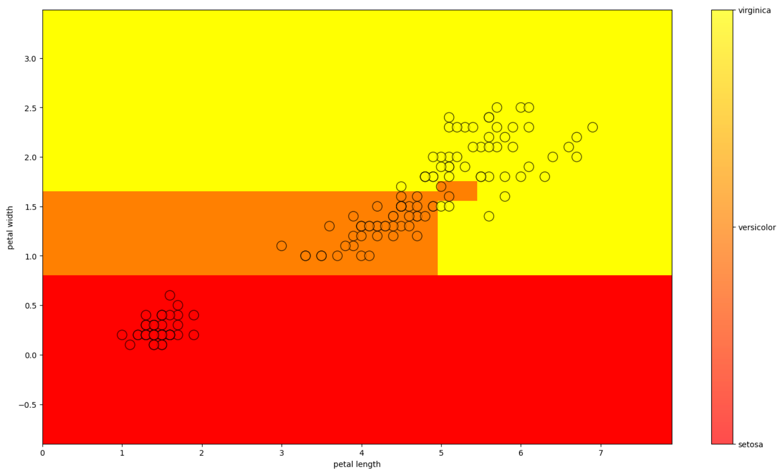 virginica
3.0
2.5
2.0
petal width
1.5
versicolor
1.0
0.5
0.0
−0.5
setosa
0 1 2 3 4 5 6 7
petal length